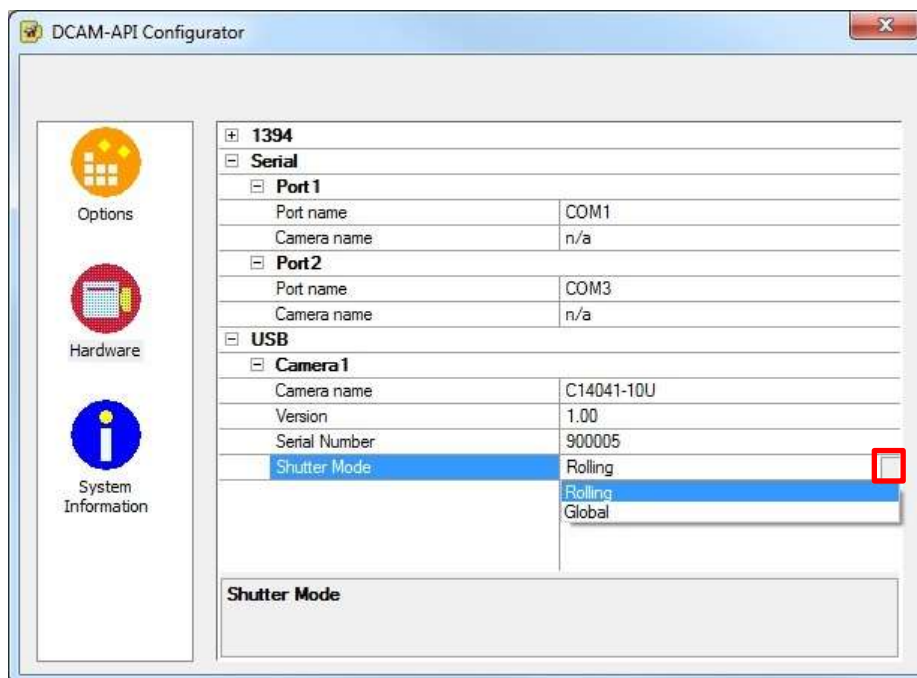 DCAM-API Configurator
Options
Hardware
System
Information
1394
Serial
Port1
Port name COM1
Camera name n/a
Port2
Port name COM3
Camera name n/a
USB
Camera1
Camera name C14041-10U
Version 1.00
Serial Number 900005
Shutter Mode Rolling
Rolling
Global
Shutter Mode